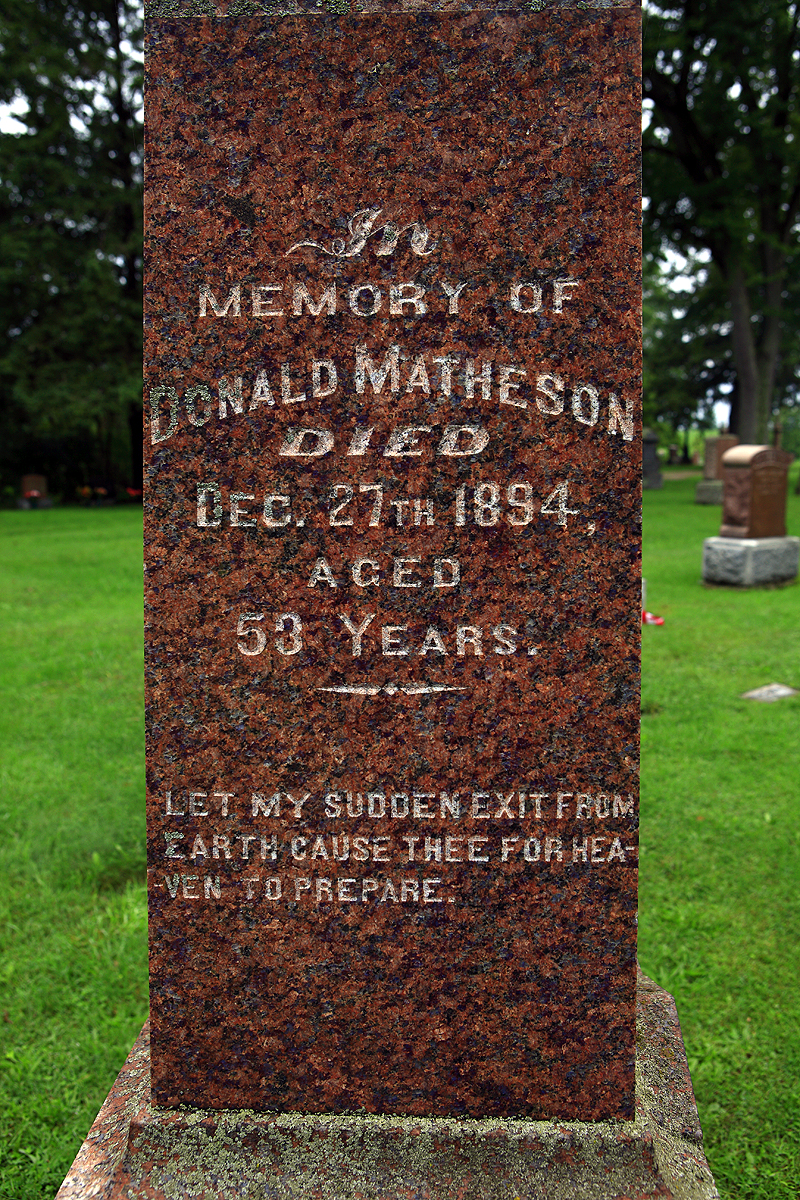 In
MEMORY OF
DONALD MATHESON
DIED
DEC. 27TH 1894,
AGED
53 YEARS.
LET MY SUDDEN EXIT FROM
EARTH CAUSE THEE FOR HEA-
-VEN TO PREPARE.